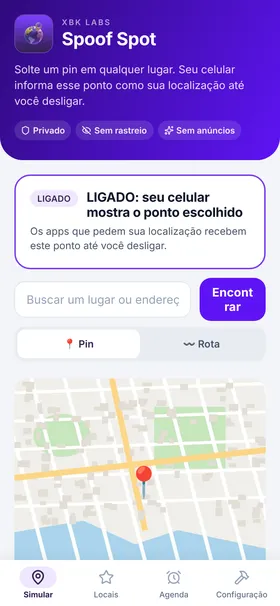 XBK LABS
Spoof Spot
Solte um pin em qualquer lugar. Seu celular
informa esse ponto como sua localização até
você desligar.
Privado
Sem rastreio
Sem anúncios
LIGADO
LIGADO: seu celular
mostra o ponto escolhido
Os apps que pedem sua localização recebem
este ponto até você desligar.
Buscar um lugar ou endereç
Encont
rar
Pin
Rota
Simular
Locais
Agenda
Configuração